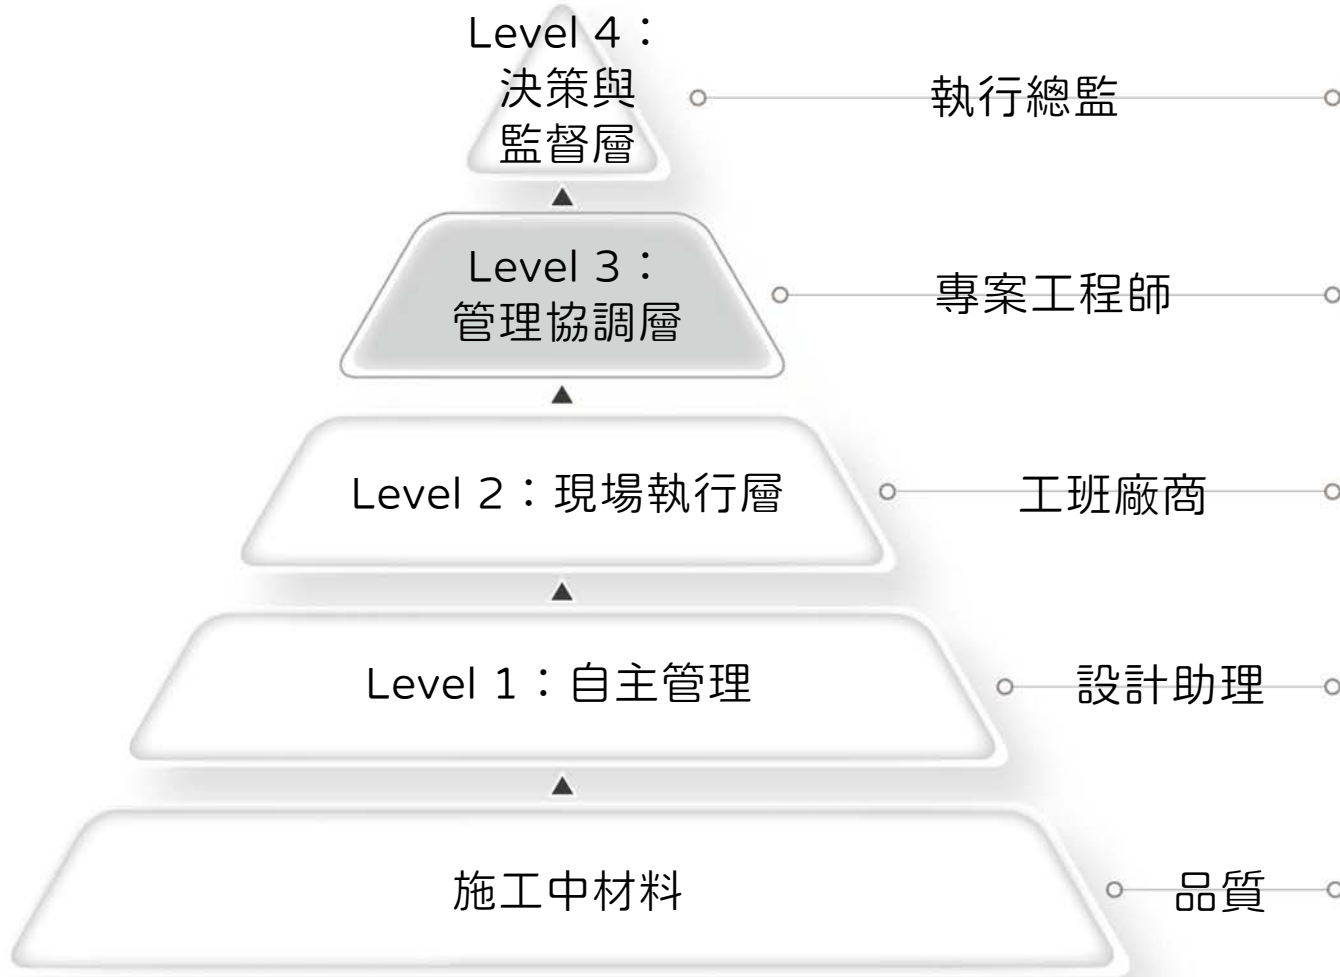 Level 4：
決策與
監督層
執行總監
Level 3：
管理協調層
專案工程師
Level 2：現場執行層
工班廠商
Level 1：自主管理
設計助理
施工中材料
品質